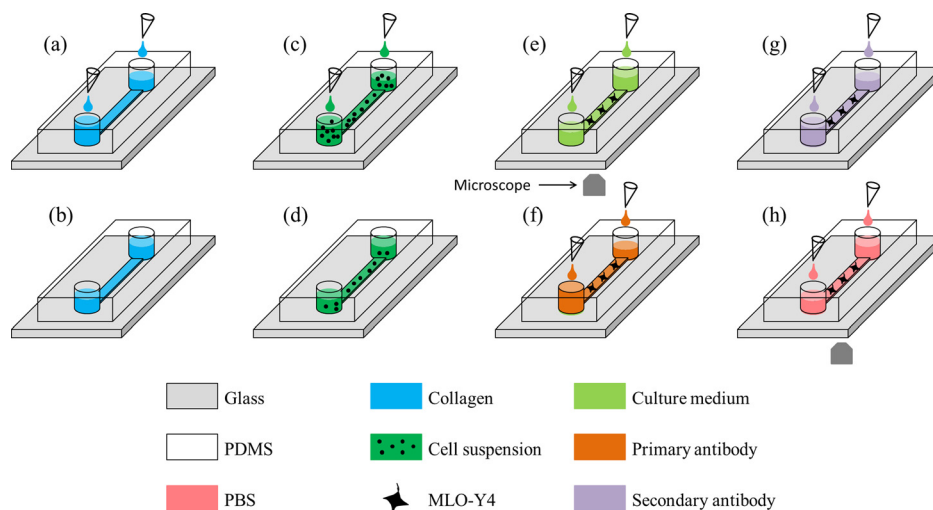 (a)
(c)
(e)
(g)
Microscope
(b)
(d)
(f)
(h)
Glass
Collagen
Culture medium
PDMS
Cell suspension
Primary antibody
PBS
MLO-Y4
Secondary antibody